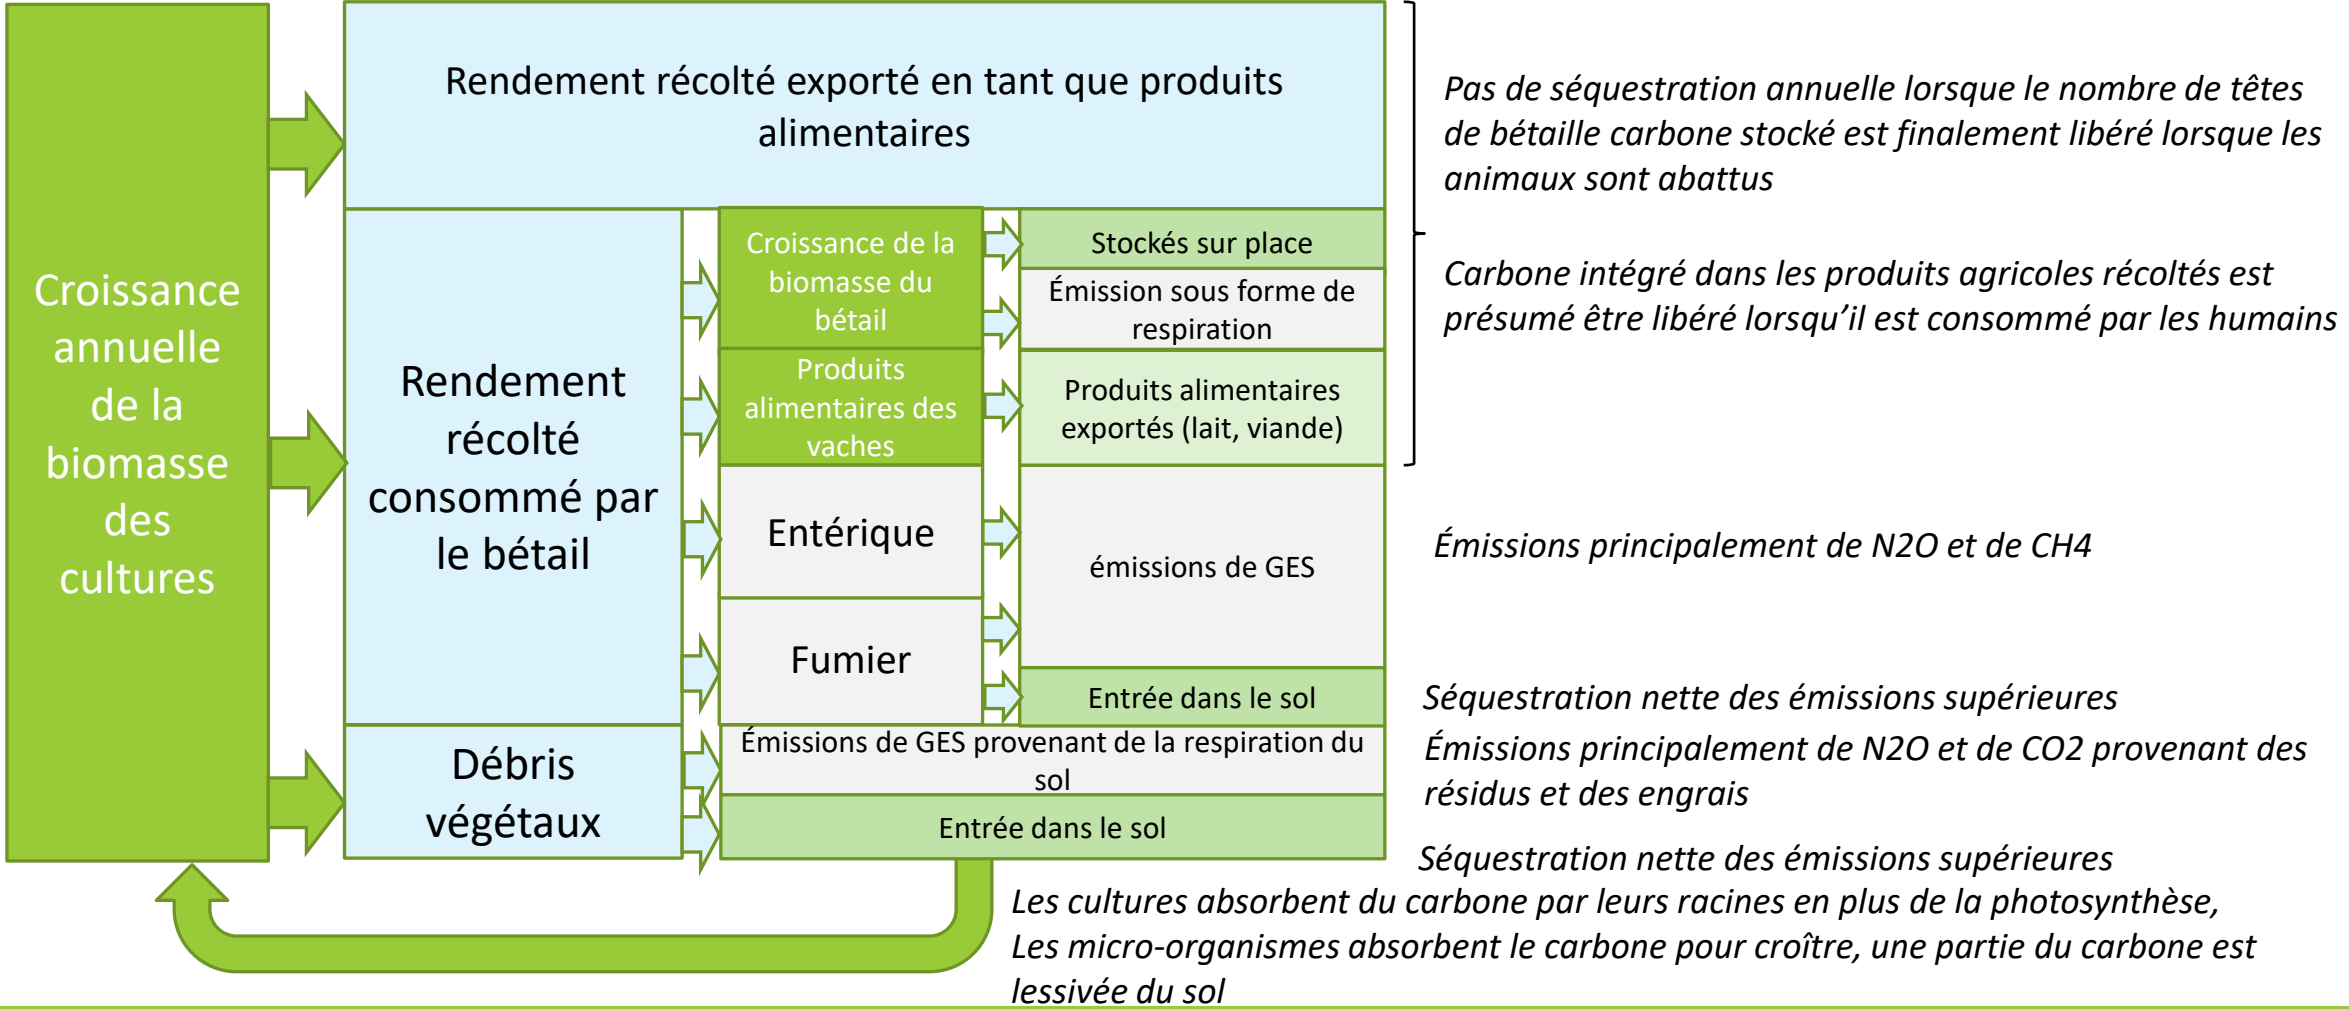 Croissance
annuelle
de la
biomasse
des
cultures
Rendement récolté exporté en tant que produits
alimentaires
Rendement
récolté
consommé par
le bétail
Débris
végétaux
Croissance de la
biomasse du
bétail
Produits
alimentaires des
vaches
Entérique
Fumier
Stockés sur place
Émission sous forme de
respiration
Produits alimentaires
exportés (lait, viande)
émissions de GES
Entrée dans le sol
Émissions de GES provenant de la respiration du
sol
Entrée dans le sol
Pas de séquestration annuelle lorsque le nombre de têtes
de bétaille carbone stocké est finalement libéré lorsque les
animaux sont abattus
Carbone intégré dans les produits agricoles récoltés est
présumé être libéré lorsqu’il est consommé par les humains
Émissions principalement de N2O et de CH4
Séquestration nette des émissions supérieures
Émissions principalement de N2O et de CO2 provenant des
résidus et des engrais
Séquestration nette des émissions supérieures
Les cultures absorbent du carbone par leurs racines en plus de la photosynthèse,
Les micro-organismes absorbent le carbone pour croître, une partie du carbone est
lessivée du sol